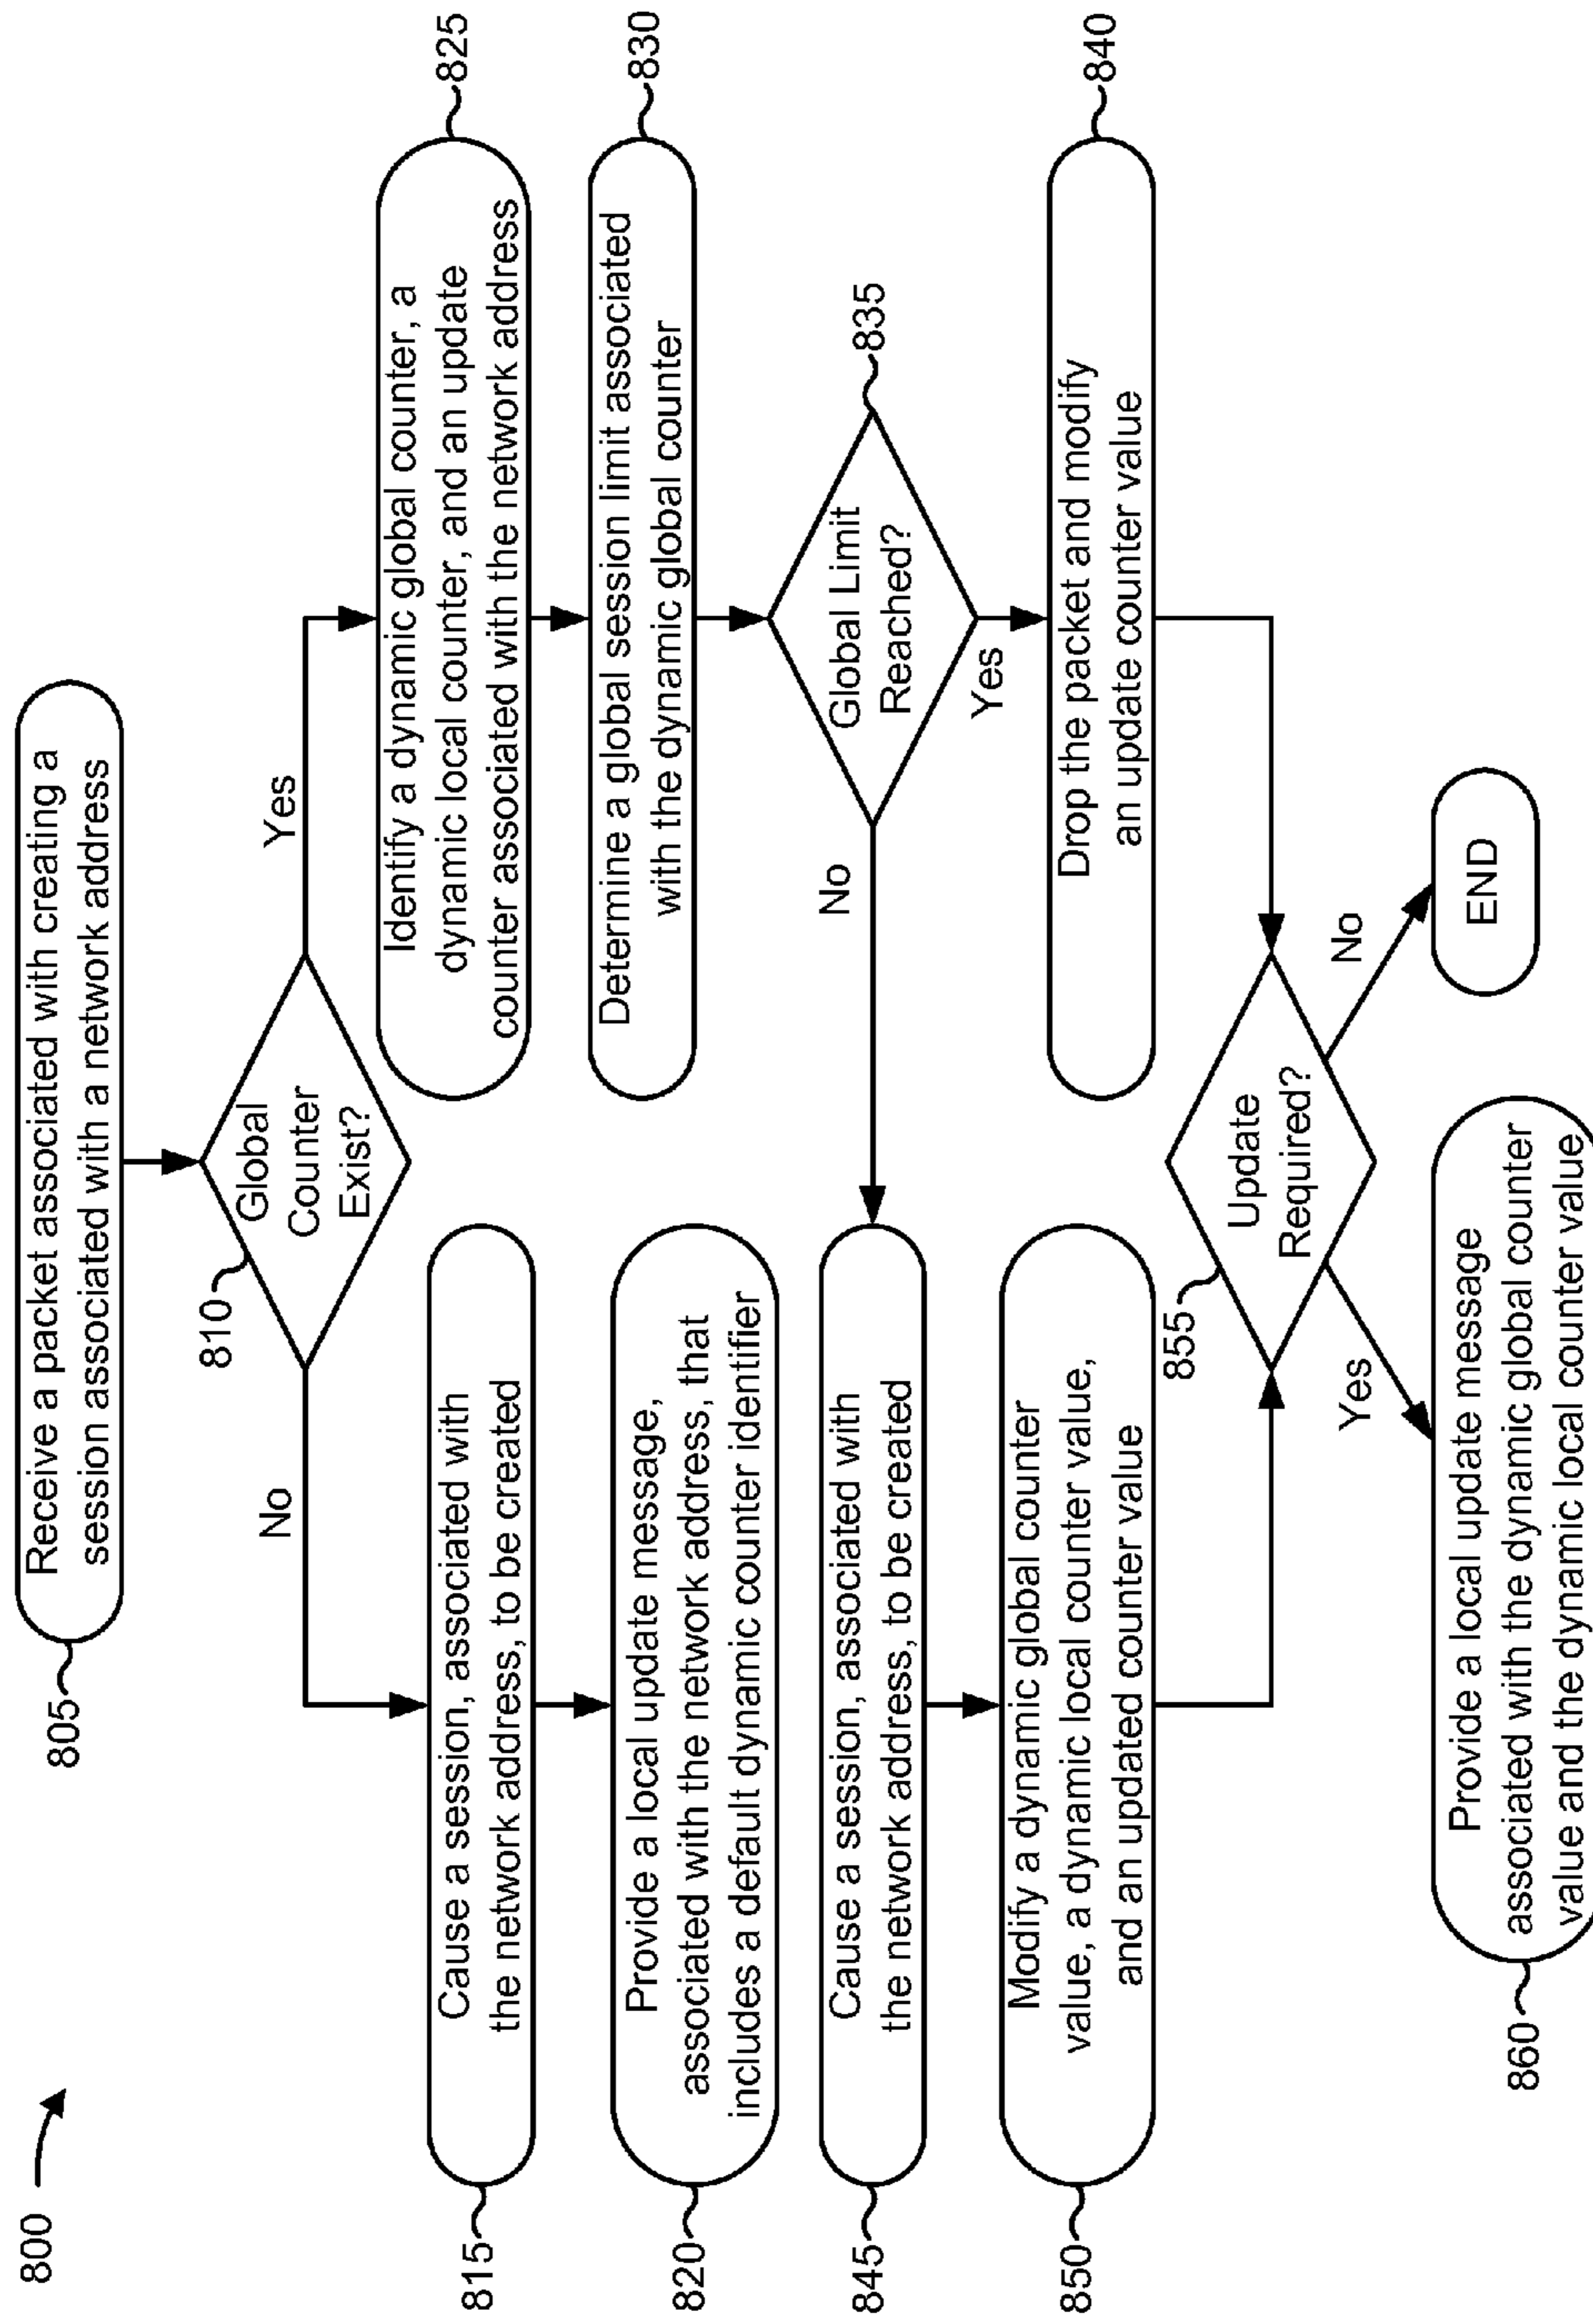 800
Receive a packet associated with creating a
session associated with a network address
805
Global
Counter
Exist?
810
No
Yes
Cause a session, associated with
the network address, to be created
815
Provide a local update message,
associated with the network address, that
includes a default dynamic counter identifier
820
Identify a dynamic global counter, a
dynamic local counter, and an update
counter associated with the network address
825
Determine a global session limit associated
with the dynamic global counter
830
Global Limit
Reached?
835
No
Yes
Cause a session, associated with
the network address, to be created
845
Modify a dynamic global counter
value, a dynamic local counter value,
and an updated counter value
850
Drop the packet and modify
an update counter value
840
Update
Required?
855
Yes
No
Provide a local update message
associated with the dynamic global counter
value and the dynamic local counter value
860
END